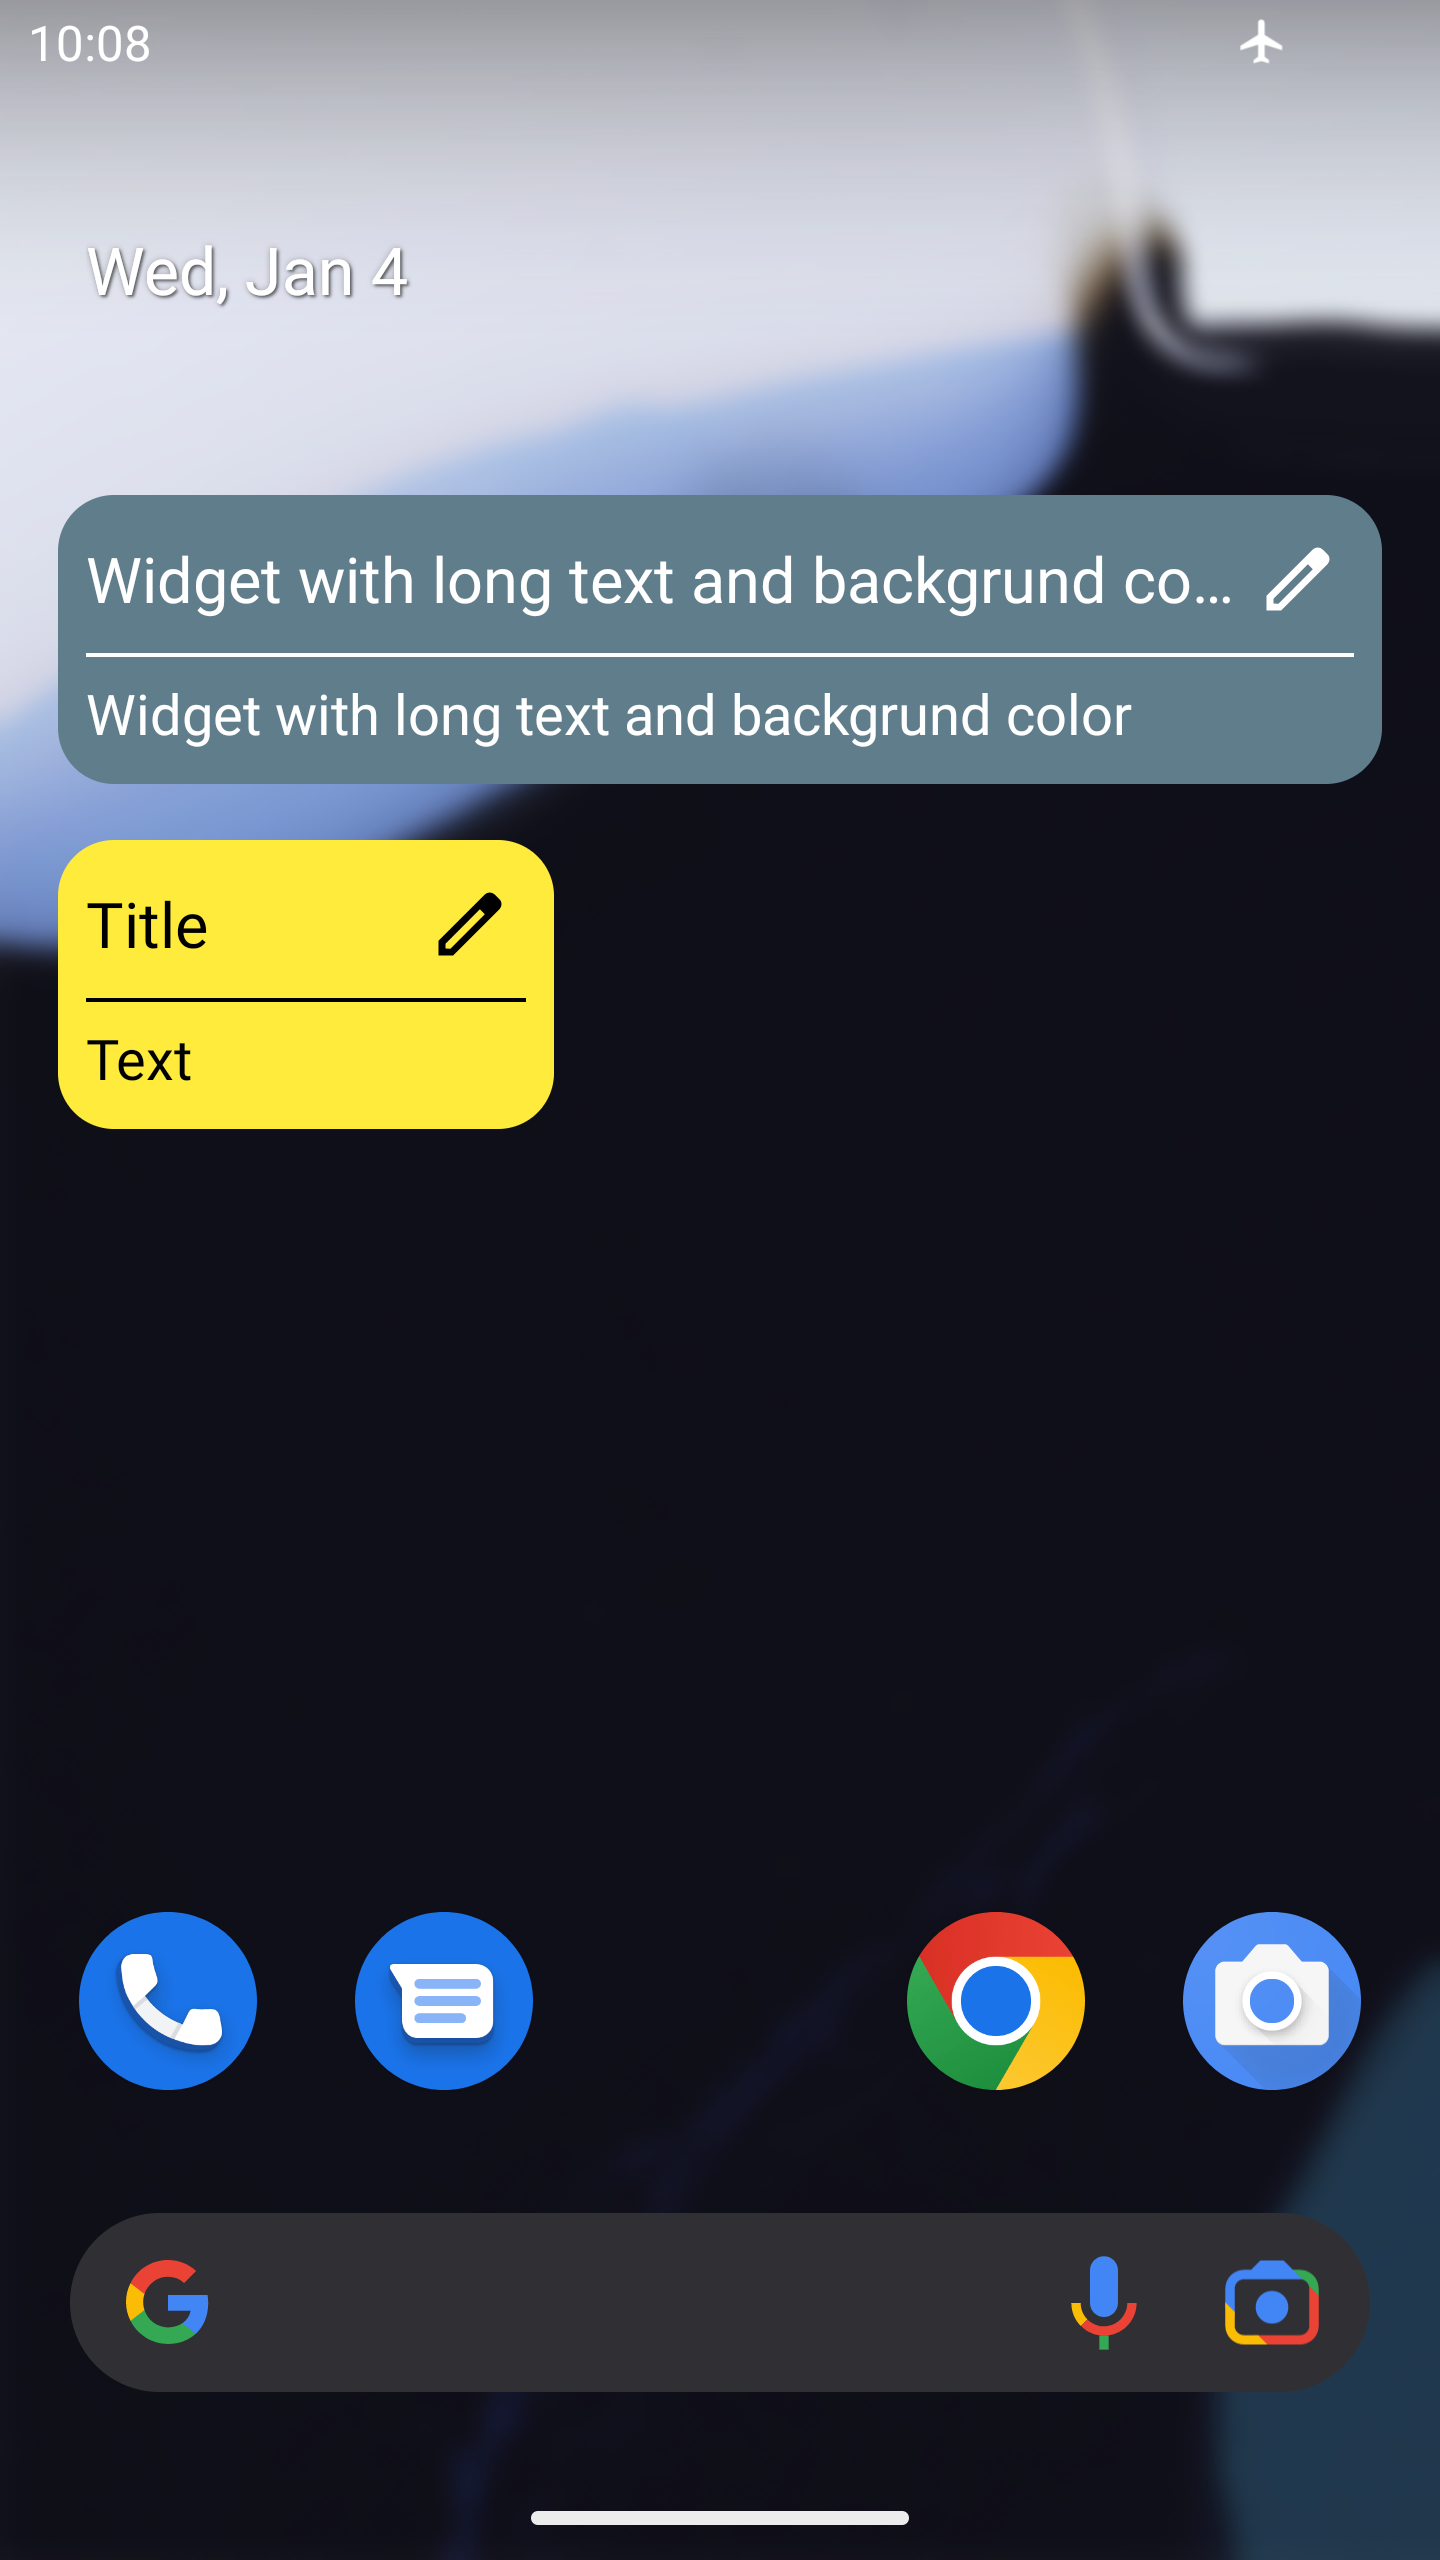 10:08
Wed, Jan 4
Widget with long text and backgrund co...
Widget with long text and backgrund color
Title
Text